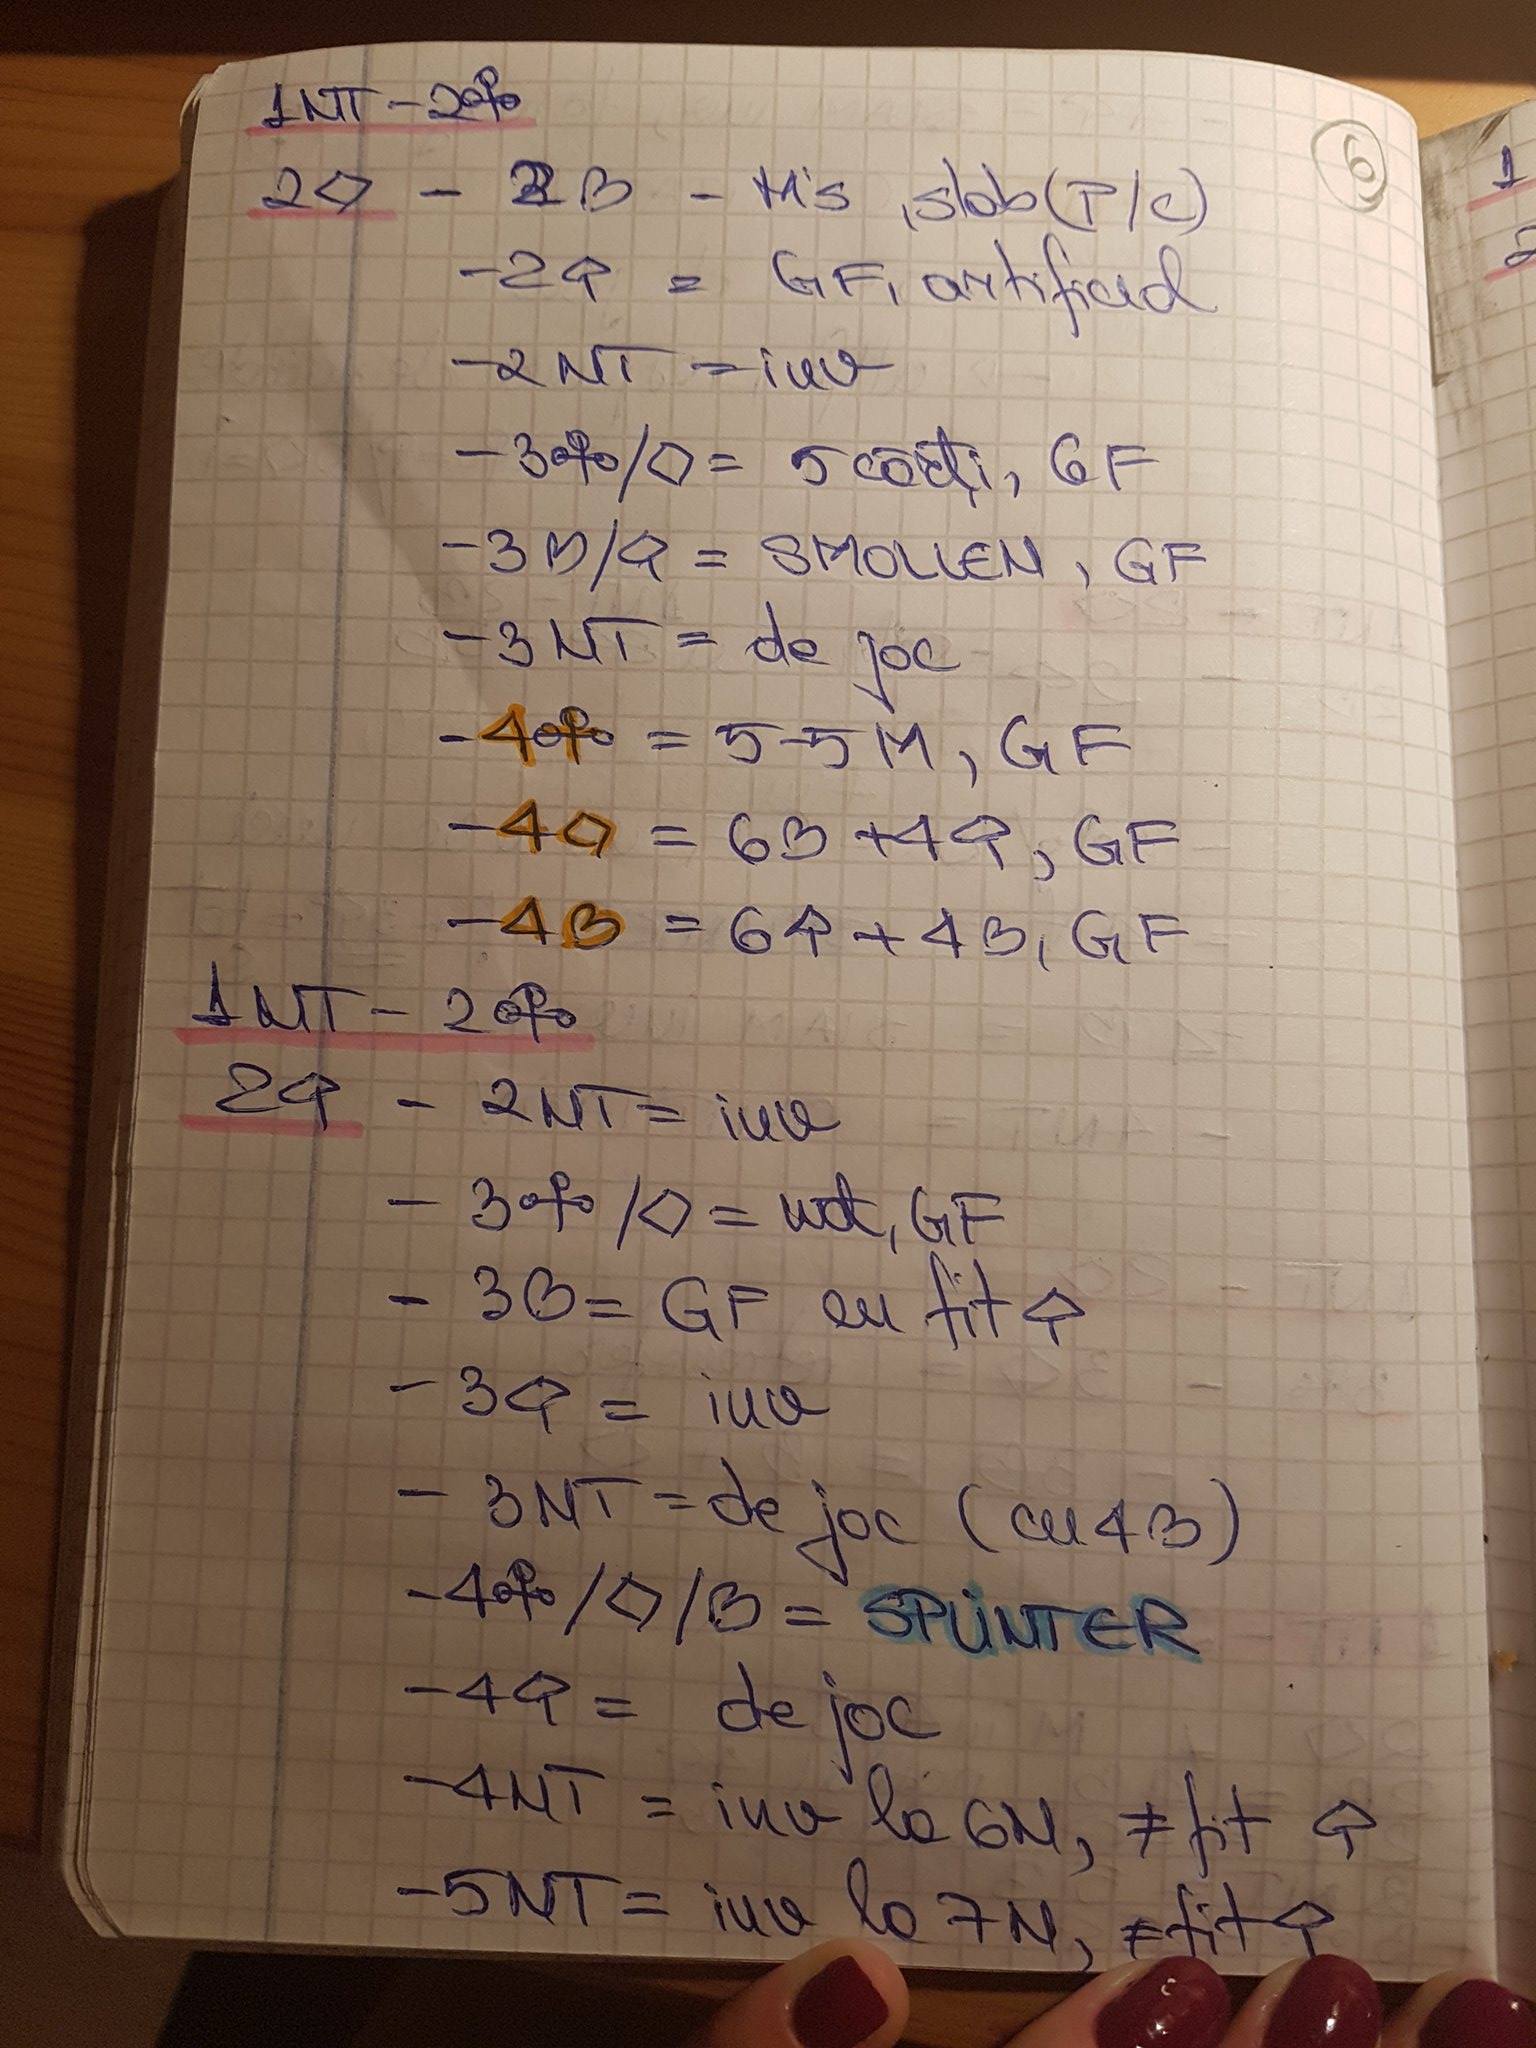 1NT - 2♣
6
2♢ - 2♡ - M's, slab (P/C)
- 2♠ = GF, artificial
- 2NT = inv
- 3♣/♢ = 5 cărți, GF
- 3♡/♠ = SMOLLEN, GF
- 3NT = de joc
- 4♣ = 5-5M, GF
- 4♢ = 6♡ + 4♠, GF
- 4♡ = 6♠ + 4♡, GF
1NT - 2♣
2♠ - 2NT = inv
- 3♣/♢ = nat, GF
- 3♡ = GF cu fit ♠
- 3♠ = inv
- 3NT = de joc (cu 4♡)
- 4♣/♢/♡ = SPLINTER
- 4♠ = de joc
- 4NT = inv la 6N, ≠ fit ♠
- 5NT = inv la 7N, ≠ fit ♠
1
2